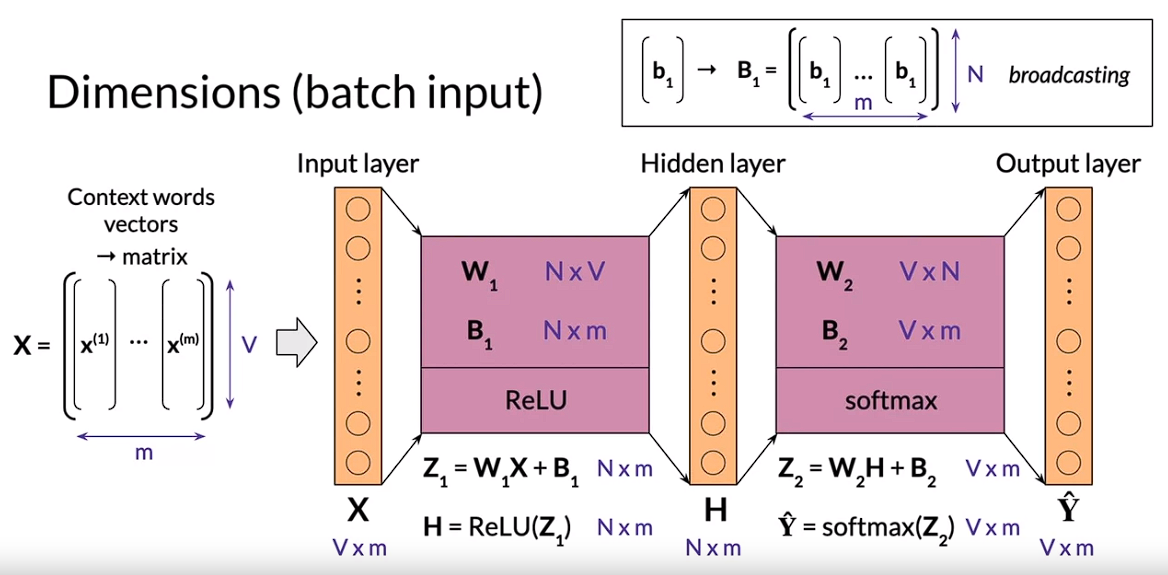 Dimensions (batch input)
b₁ → B₁ = b₁ ... b₁ N broadcasting
m
Input layer Hidden layer Output layer
Context words
vectors
→ matrix
X = x⁽¹⁾ ... x⁽ᵐ⁾ V
m
W₁ N x V
B₁ N x m
ReLU
Z₁ = W₁X + B₁ N x m
H = ReLU(Z₁) N x m
W₂ V x N
B₂ V x m
softmax
Z₂ = W₂H + B₂ V x m
Ŷ = softmax(Z₂) V x m
X
V x m
H
N x m
Ŷ
V x m